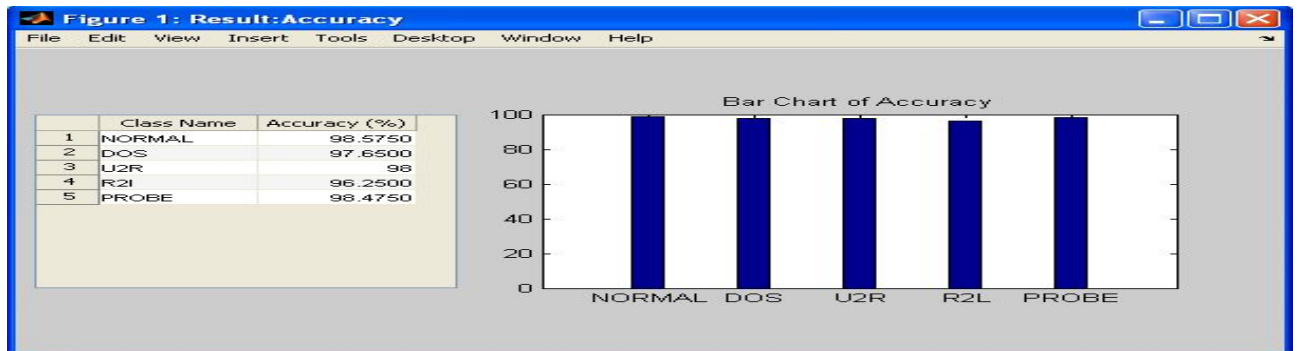 Figure 1: Result:Accuracy
File Edit View Insert Tools Desktop Window Help
Class Name Accuracy (%)
1 NORMAL 98.5750
2 DOS 97.6500
3 U2R 98
4 R2l 96.2500
5 PROBE 98.4750
Bar Chart of Accuracy
100
80
60
40
20
0
NORMAL DOS U2R R2L PROBE